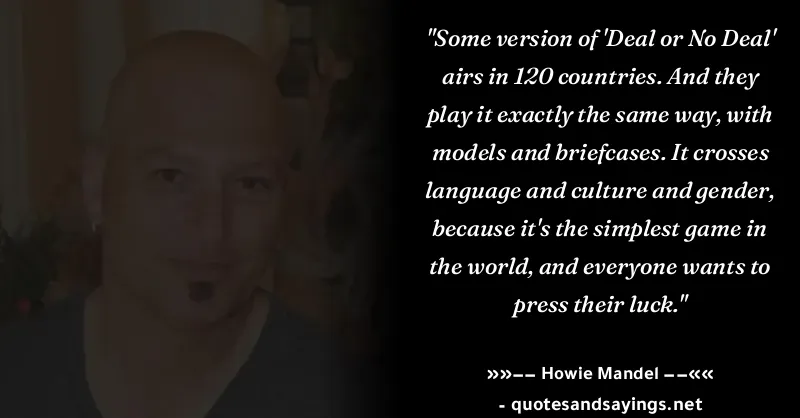 "Some version of 'Deal or No Deal'
airs in 120 countries. And they
play it exactly the same way, with
models and briefcases. It crosses
language and culture and gender,
because it's the simplest game in
the world, and everyone wants to
press their luck."
»»—— Howie Mandel ——««
- quotesandsayings.net